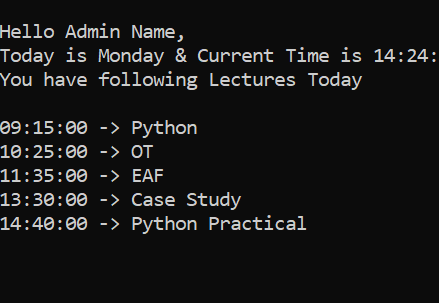 Hello Admin Name,
Today is Monday & Current Time is 14:24:
You have following Lectures Today
09:15:00 -> Python
10:25:00 -> OT
11:35:00 -> EAF
13:30:00 -> Case Study
14:40:00 -> Python Practical